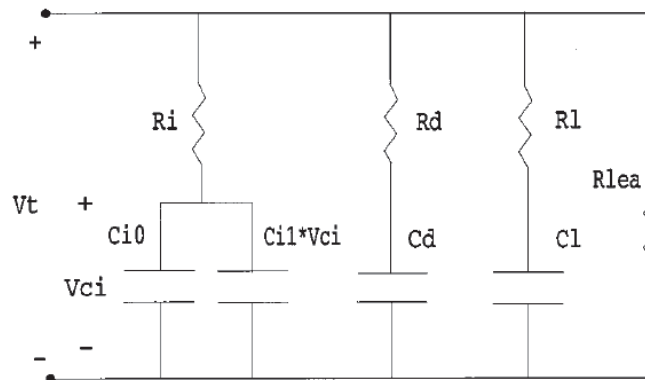 +
Ri
Rd
Rl
Rlea
Vt
+
Ci0
Ci1*Vci
Cd
Cl
Vci
-
-